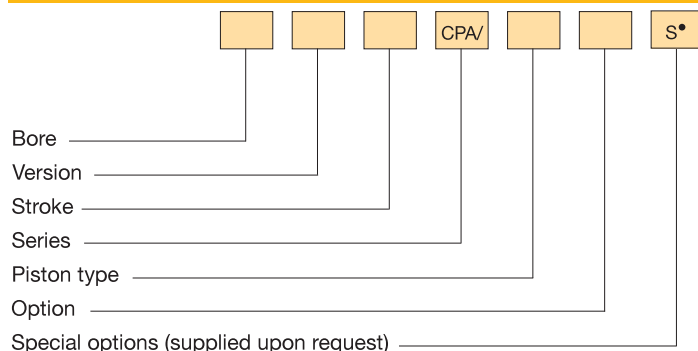 CPA/ S•
Bore
Version
Stroke
Series
Piston type
Option
Special options (supplied upon request)